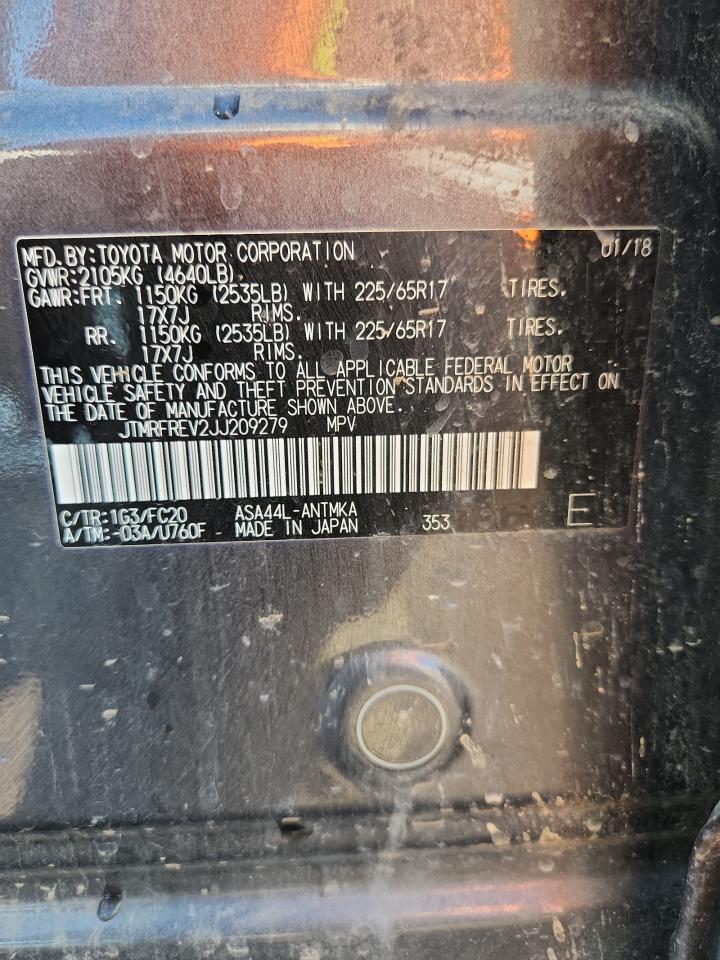 MFD.BY:TOYOTA MOTOR CORPORATION 01/18
GVWR:2105KG (4640LB)
GAWR:FRT. 1150KG (2535LB) WITH 225/65R17 TIRES.
17X7J RIMS.
RR. 1150KG (2535LB) WITH 225/65R17 TIRES.
17X7J RIMS.
THIS VEHICLE CONFORMS TO ALL APPLICABLE FEDERAL MOTOR
VEHICLE SAFETY AND THEFT PREVENTION STANDARDS IN EFFECT ON
THE DATE OF MANUFACTURE SHOWN ABOVE.
JTMRFREV2JJ209279 MPV
C/TR:1G3/FC20 ASA44L-ANTMKA 353 E
A/TM:-03A/U760F MADE IN JAPAN